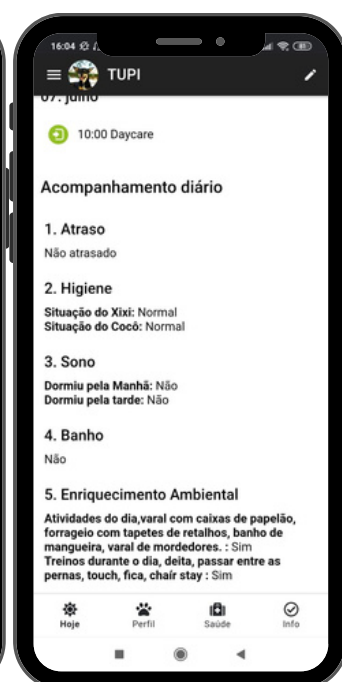 16:04
TUPI
07. julho
10:00 Daycare
Acompanhamento diário
1. Atraso
Não atrasado
2. Higiene
Situação do Xixi: Normal
Situação do Cocô: Normal
3. Sono
Dormiu pela Manhã: Não
Dormiu pela tarde: Não
4. Banho
Não
5. Enriquecimento Ambiental
Atividades do dia,varal com caixas de papelão,
forrageio com tapetes de retalhos, banho de
mangueira, varal de mordedores. : Sim
Treinos durante o dia, deita, passar entre as
pernas, touch, fica, chaír stay : Sim
Hoje Perfil Saúde Info